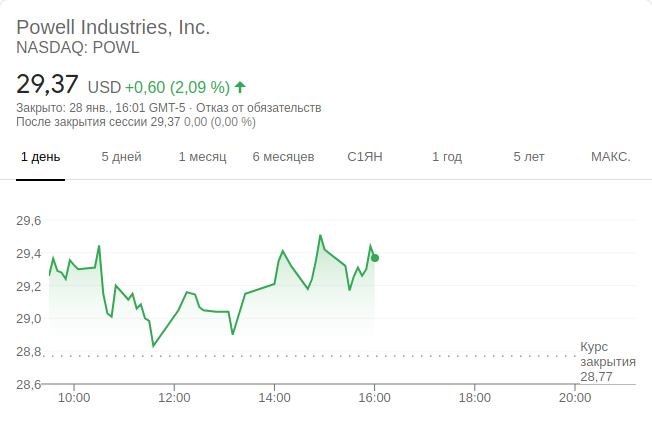 Powell Industries, Inc.
NASDAQ: POWL
29,37 USD +0,60 (2,09 %)
Закрыто: 28 янв., 16:01 GMT-5 · Отказ от обязательств
После закрытия сессии 29,37 0,00 (0,00 %)
1 день 5 дней 1 месяц 6 месяцев С1ЯН 1 год 5 лет МАКС.
29,6
29,4
29,2
29,0
28,8
28,6
Курс
закрытия
28,77
10:00 12:00 14:00 16:00 18:00 20:00